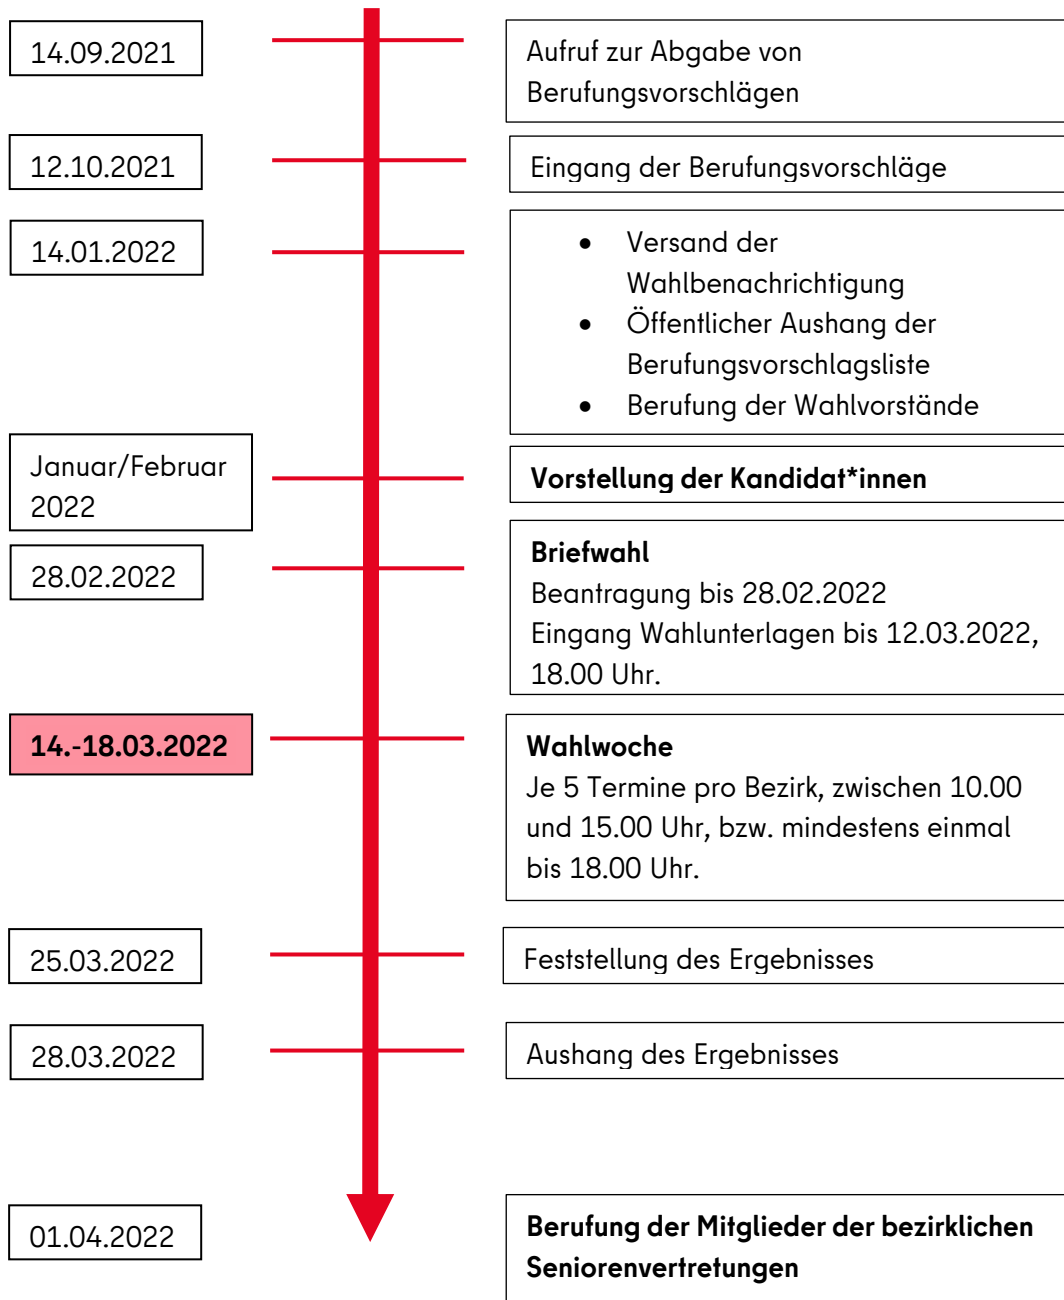 14.09.2021
Aufruf zur Abgabe von
Berufungsvorschlägen
12.10.2021
Eingang der Berufungsvorschläge
14.01.2022
• Versand der
Wahlbenachrichtigung
• Öffentlicher Aushang der
Berufungsvorschlagsliste
• Berufung der Wahlvorstände
Januar/Februar
2022
Vorstellung der Kandidat*innen
28.02.2022
Briefwahl
Beantragung bis 28.02.2022
Eingang Wahlunterlagen bis 12.03.2022,
18.00 Uhr.
14.-18.03.2022
Wahlwoche
Je 5 Termine pro Bezirk, zwischen 10.00
und 15.00 Uhr, bzw. mindestens einmal
bis 18.00 Uhr.
25.03.2022
Feststellung des Ergebnisses
28.03.2022
Aushang des Ergebnisses
01.04.2022
Berufung der Mitglieder der bezirklichen
Seniorenvertretungen